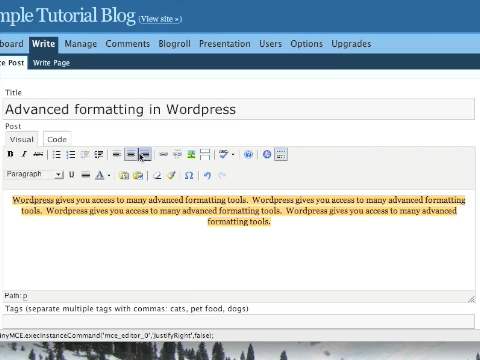 mple Tutorial Blog (View site »)
board Write Manage Comments Blogroll Presentation Users Options Upgrades
te Post Write Page
Title
Advanced formatting in Wordpress
Post
Visual Code
B I ABC
Paragraph U A
Wordpress gives you access to many advanced formatting tools. Wordpress gives you access to many advanced formatting
tools. Wordpress gives you access to many advanced formatting tools. Wordpress gives you access to many advanced
formatting tools.
Path: p
Tags (separate multiple tags with commas: cats, pet food, dogs)
inyMCE.execInstanceCommand('mce_editor_0','JustifyRight',false);